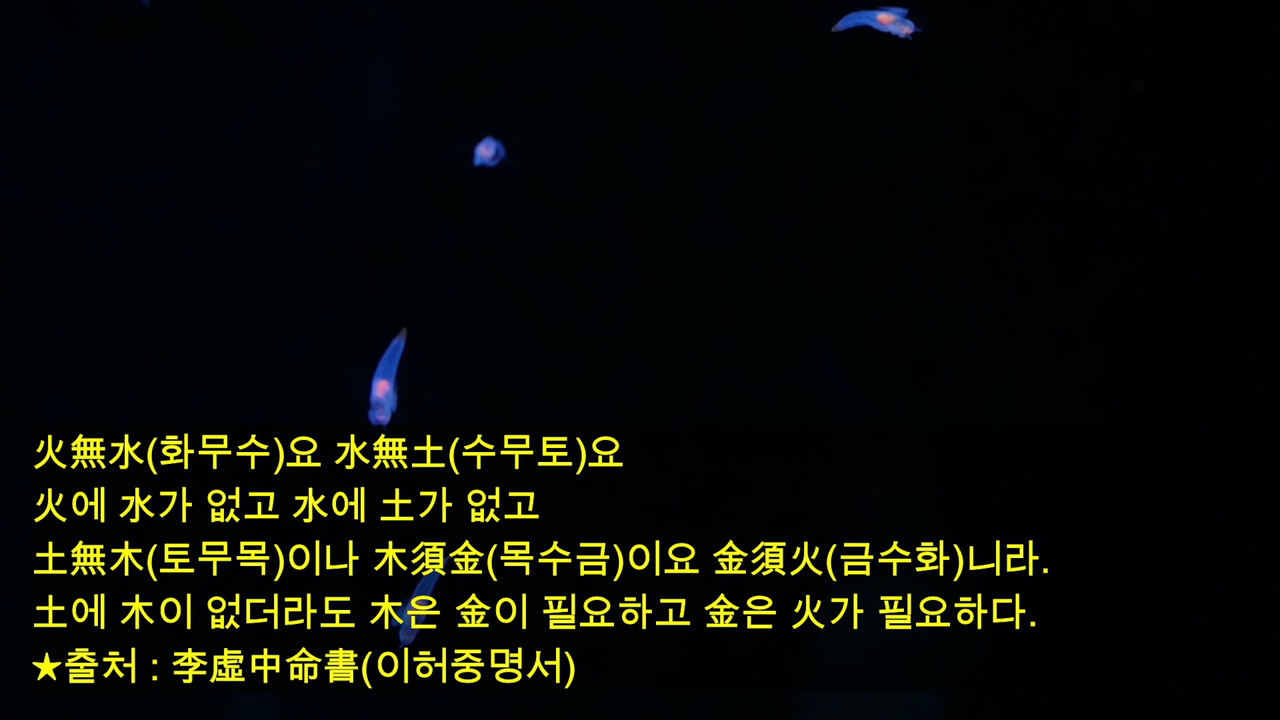 火無水(화무수)요 水無土(수무토)요
火에 水가 없고 水에 土가 없고
土無木(토무목)이나 木須金(목수금)이요 金須火(금수화)니라.
土에 木이 없더라도 木은 金이 필요하고 金은 火가 필요하다.
★출처 : 李虛中命書(이허중명서)